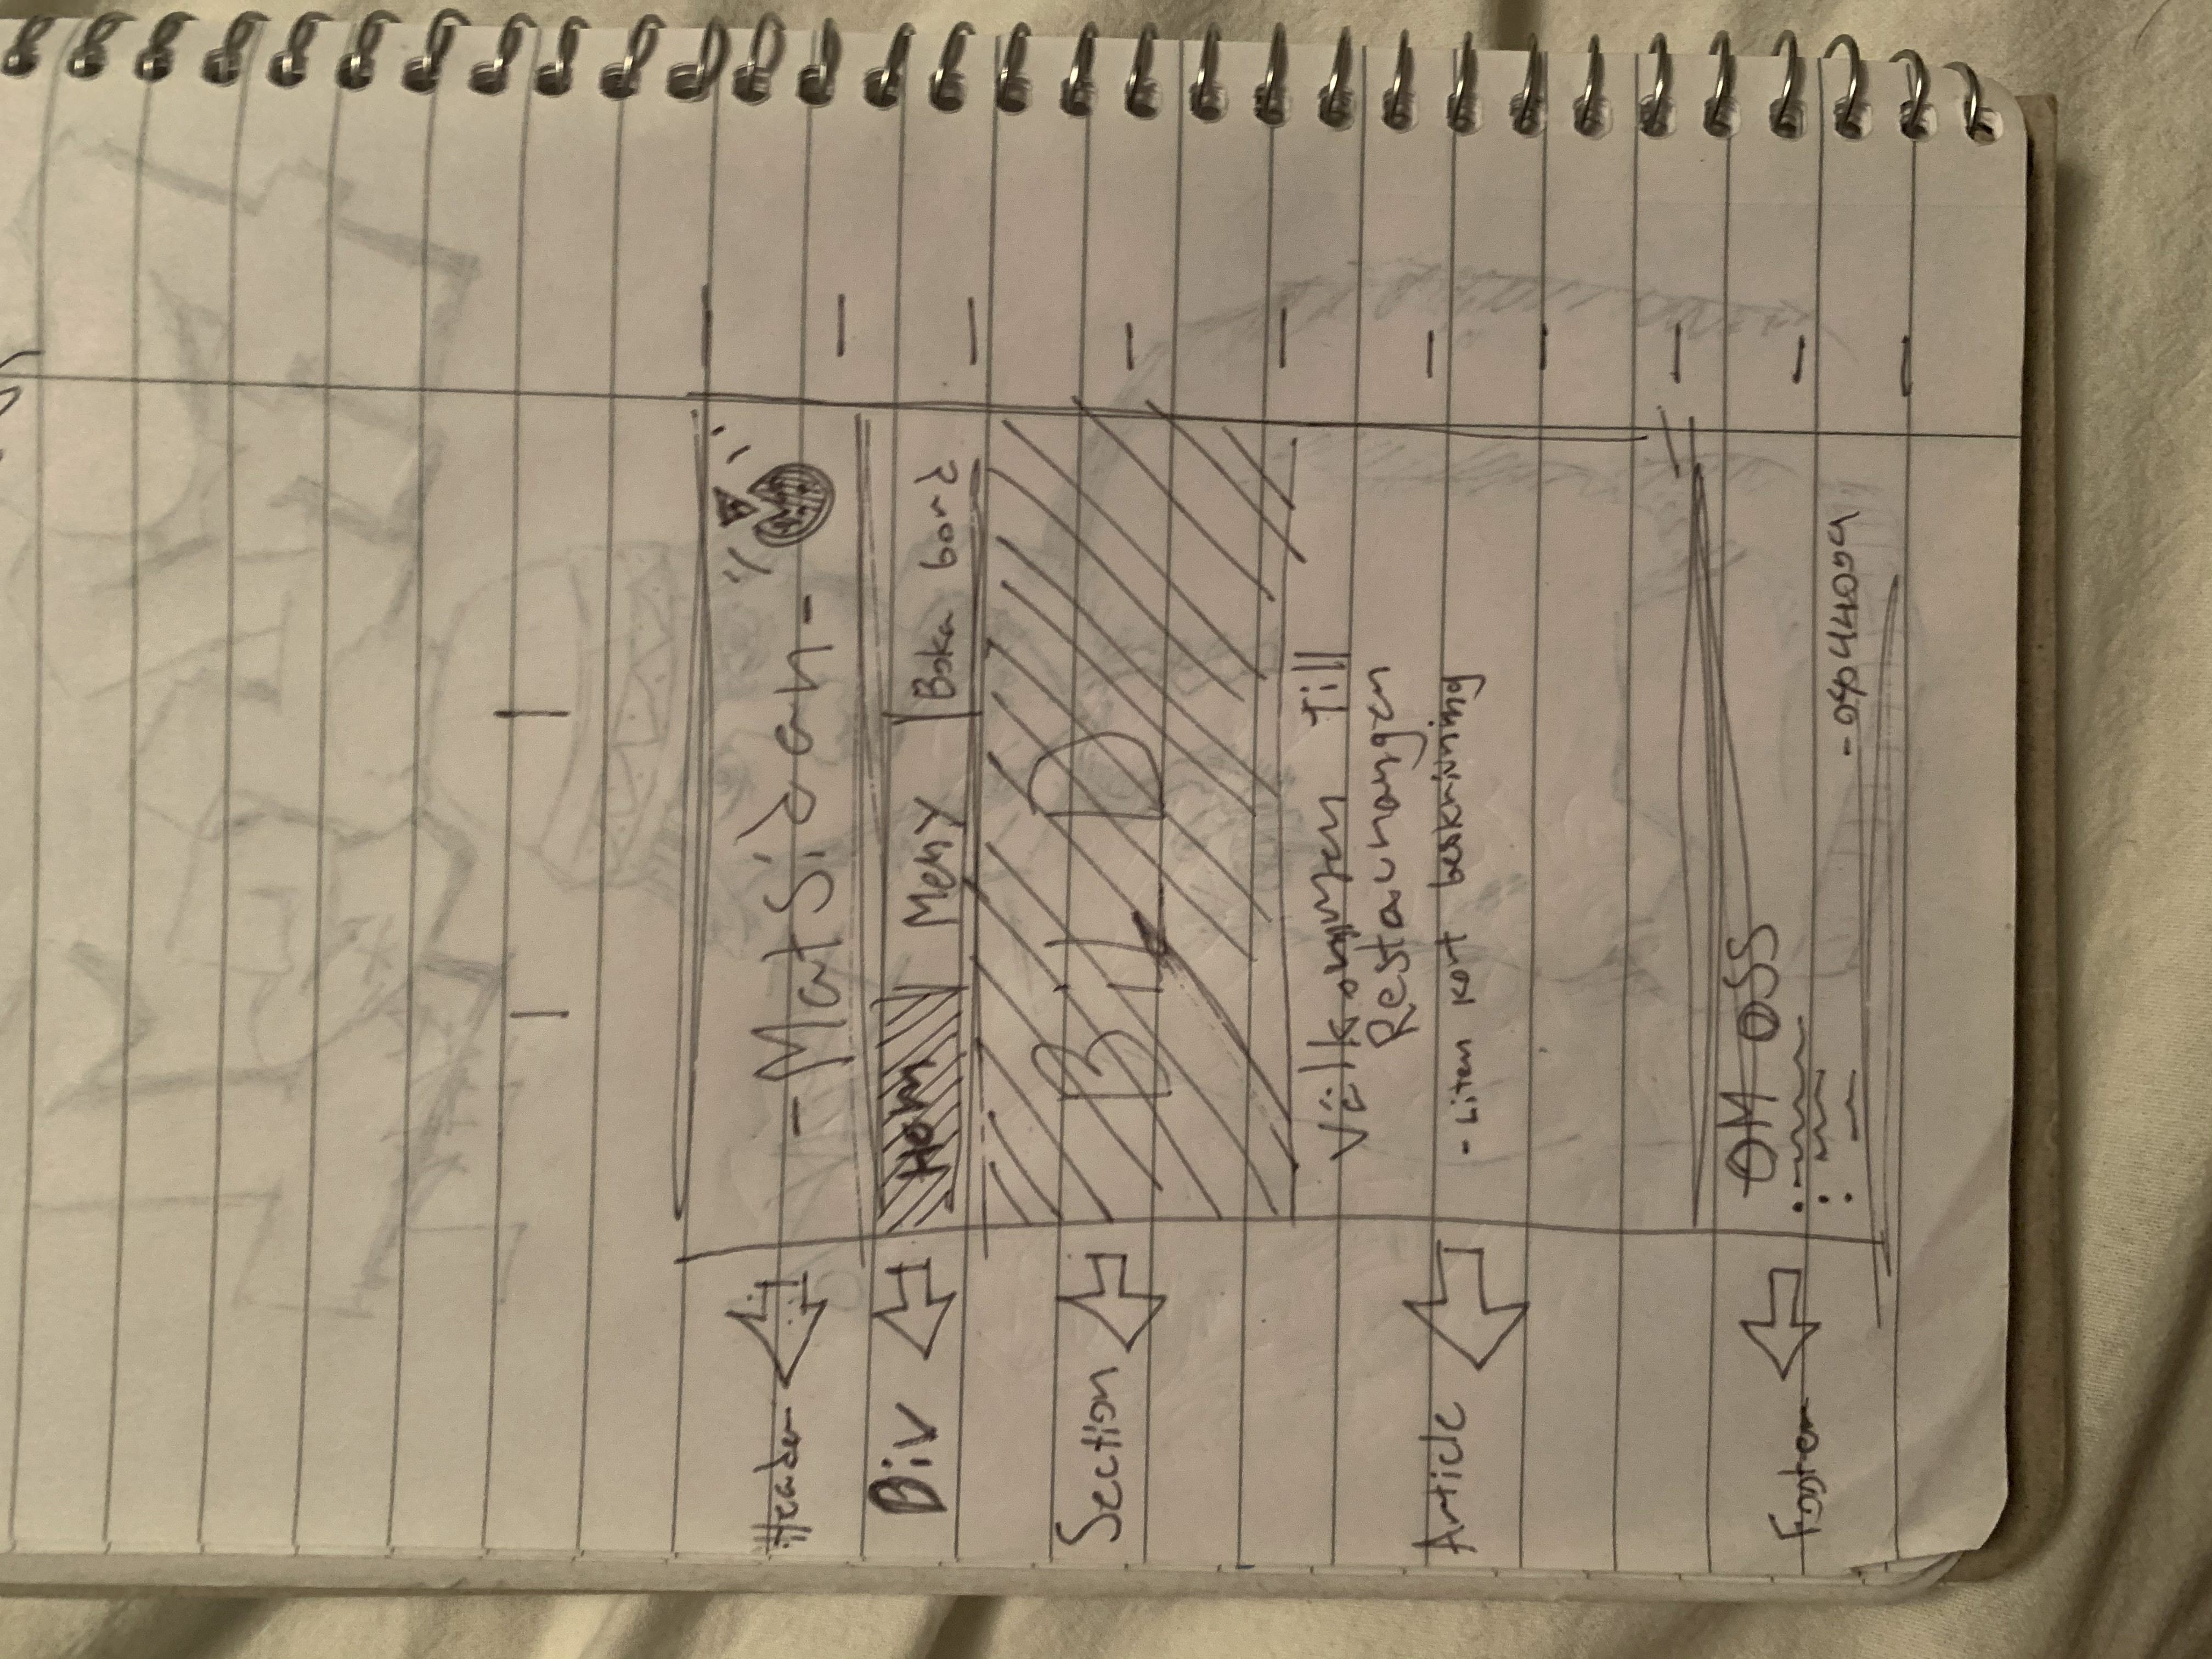 Header
-Matsidan-
Div
Hem
Meny
Boka bord
Section
BilD
Välkommen till
Restaurangen
Article
-Liten kort beskrivning
Footer
OM OSS